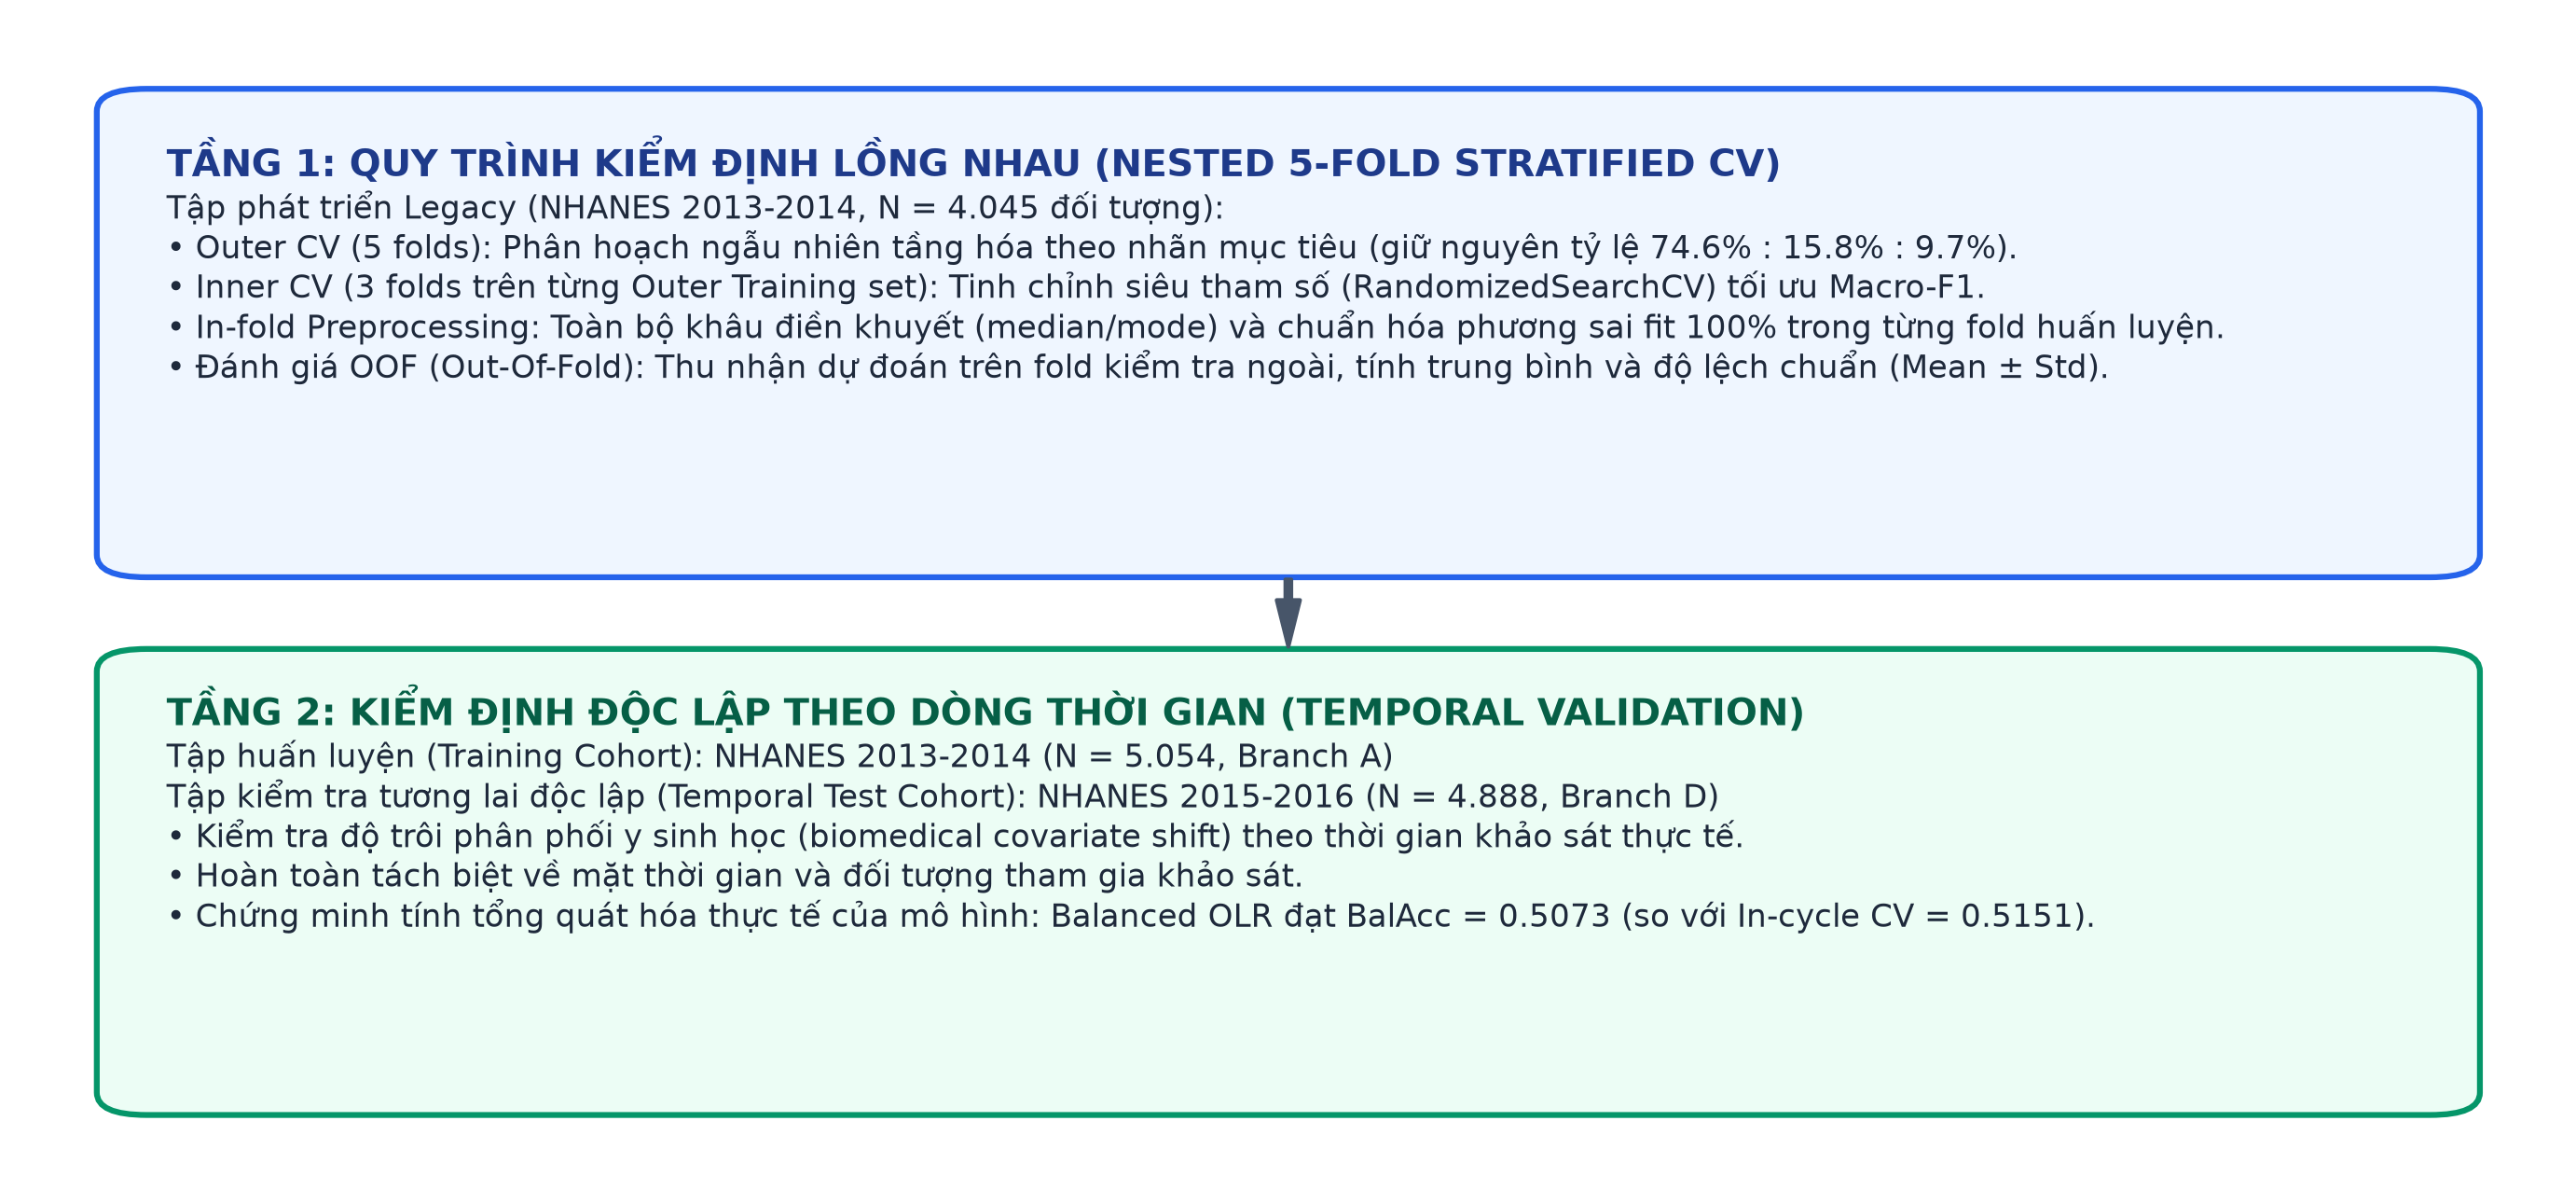 TẦNG 1: QUY TRÌNH KIỂM ĐỊNH LỒNG NHAU (NESTED 5-FOLD STRATIFIED CV)
Tập phát triển Legacy (NHANES 2013-2014, N = 4.045 đối tượng):
• Outer CV (5 folds): Phân hoạch ngẫu nhiên tầng hóa theo nhãn mục tiêu (giữ nguyên tỷ lệ 74.6% : 15.8% : 9.7%).
• Inner CV (3 folds trên từng Outer Training set): Tinh chỉnh siêu tham số (RandomizedSearchCV) tối ưu Macro-F1.
• In-fold Preprocessing: Toàn bộ khâu điền khuyết (median/mode) và chuẩn hóa phương sai fit 100% trong từng fold huấn luyện.
• Đánh giá OOF (Out-Of-Fold): Thu nhận dự đoán trên fold kiểm tra ngoài, tính trung bình và độ lệch chuẩn (Mean ± Std).
TẦNG 2: KIỂM ĐỊNH ĐỘC LẬP THEO DÒNG THỜI GIAN (TEMPORAL VALIDATION)
Tập huấn luyện (Training Cohort): NHANES 2013-2014 (N = 5.054, Branch A)
Tập kiểm tra tương lai độc lập (Temporal Test Cohort): NHANES 2015-2016 (N = 4.888, Branch D)
• Kiểm tra độ trôi phân phối y sinh học (biomedical covariate shift) theo thời gian khảo sát thực tế.
• Hoàn toàn tách biệt về mặt thời gian và đối tượng tham gia khảo sát.
• Chứng minh tính tổng quát hóa thực tế của mô hình: Balanced OLR đạt BalAcc = 0.5073 (so với In-cycle CV = 0.5151).